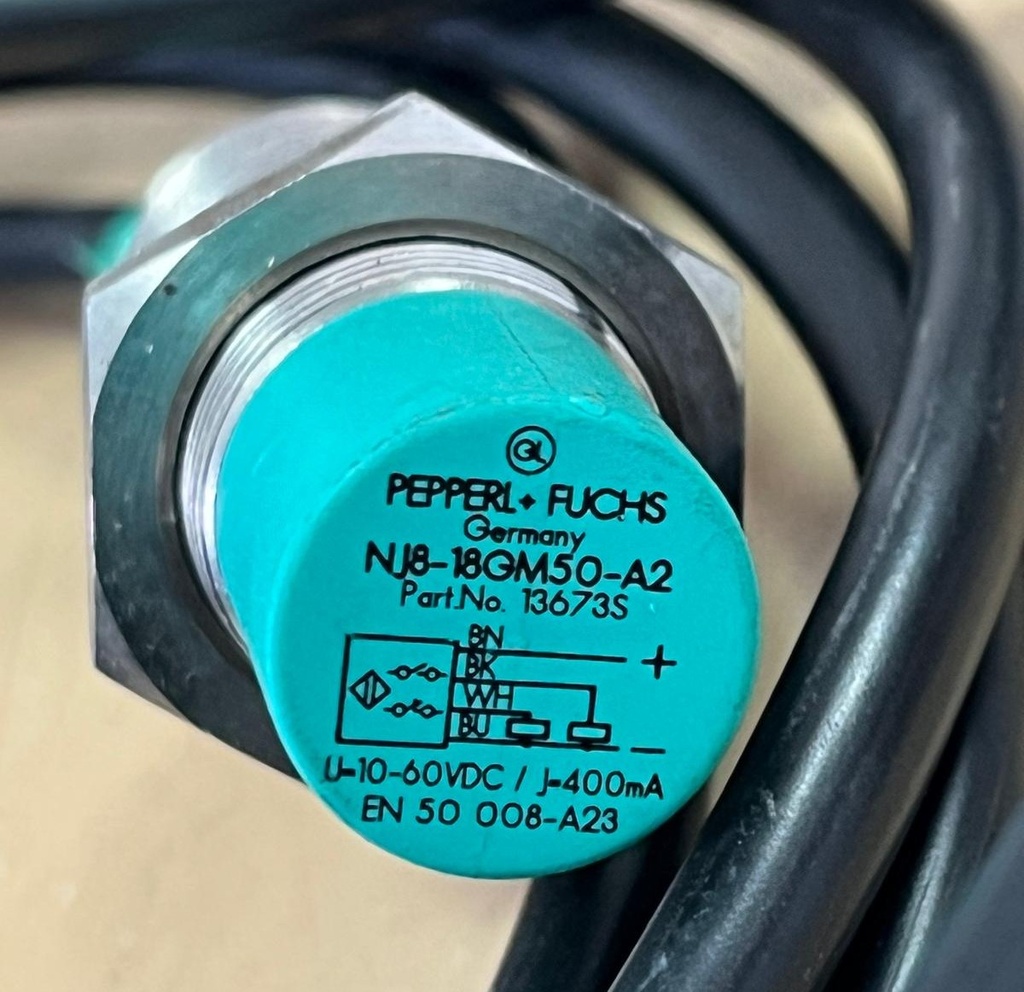 GL
PEPPERL+ FUCHS
Germany
NJ8-18GM50-A2
Part.No. 13673S
BN
+
BK
WH
BU
−
U=10-60VDC / J=400mA
EN 50 008-A23